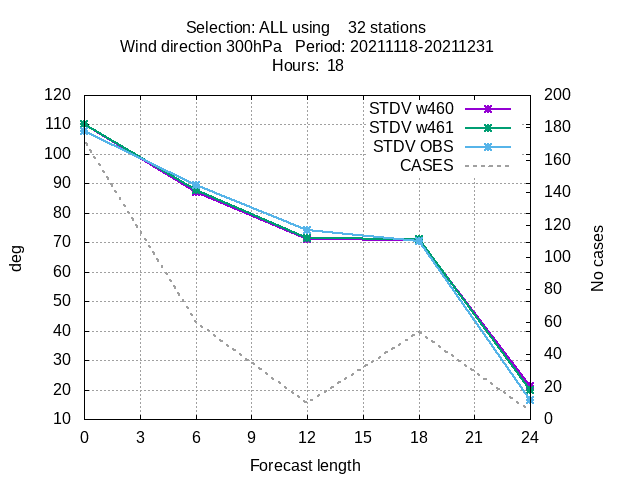 Selection: ALL using    32 stations
Wind direction 300hPa   Period: 20211118-20211231
Hours:  18
120
110
100
90
80
70
60
50
40
30
20
10
200
180
160
140
120
100
80
60
40
20
0
STDV w460
STDV w461
STDV OBS
CASES
deg
No cases
0 3 6 9 12 15 18 21 24
Forecast length